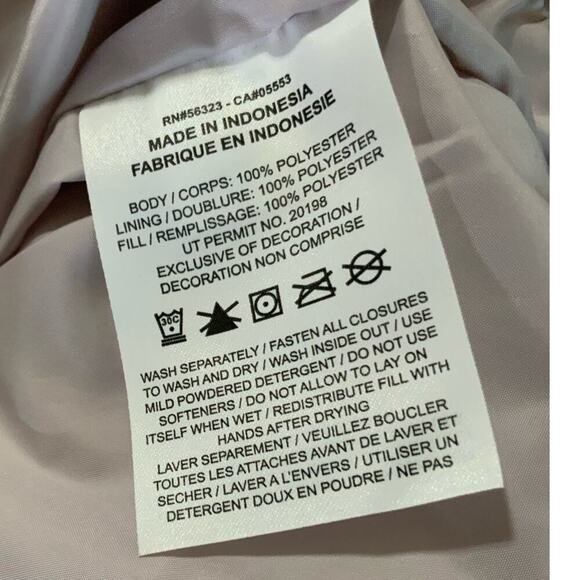 RN#56323 - CA#05553
MADE IN INDONESIA
FABRIQUE EN INDONESIE
BODY / CORPS: 100% POLYESTER
LINING / DOUBLURE: 100% POLYESTER
FILL / REMPLISSAGE: 100% POLYESTER
UT PERMIT NO. 20198
EXCLUSIVE OF DECORATION /
DECORATION NON COMPRISE
30C
WASH SEPARATELY / FASTEN ALL CLOSURES
TO WASH AND DRY / WASH INSIDE OUT / USE
MILD POWDERED DETERGENT / DO NOT USE
SOFTENERS / DO NOT ALLOW TO LAY ON
ITSELF WHEN WET / REDISTRIBUTE FILL WITH
HANDS AFTER DRYING
LAVER SEPAREMENT / VEUILLEZ BOUCLER
TOUTES LES ATTACHES AVANT DE LAVER ET
SECHER / LAVER A L'ENVERS / UTILISER UN
DETERGENT DOUX EN POUDRE / NE PAS